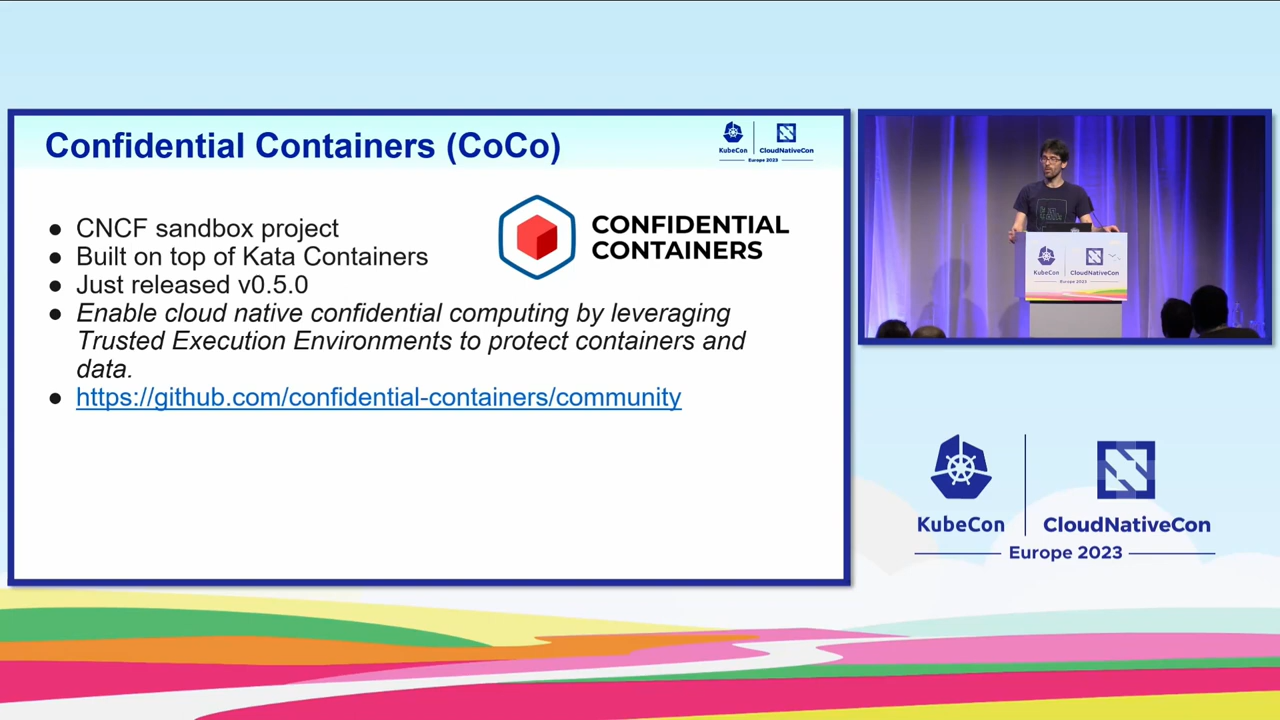 Confidential Containers (CoCo)
KubeCon
CloudNativeCon
Europe 2023
CNCF sandbox project
Built on top of Kata Containers
Just released v0.5.0
Enable cloud native confidential computing by leveraging
Trusted Execution Environments to protect containers and
data.
https://github.com/confidential-containers/community
CONFIDENTIAL
CONTAINERS
KubeCon
CloudNativeCon
Europe 2023
KubeCon
CloudNativeCon
Europe 2023